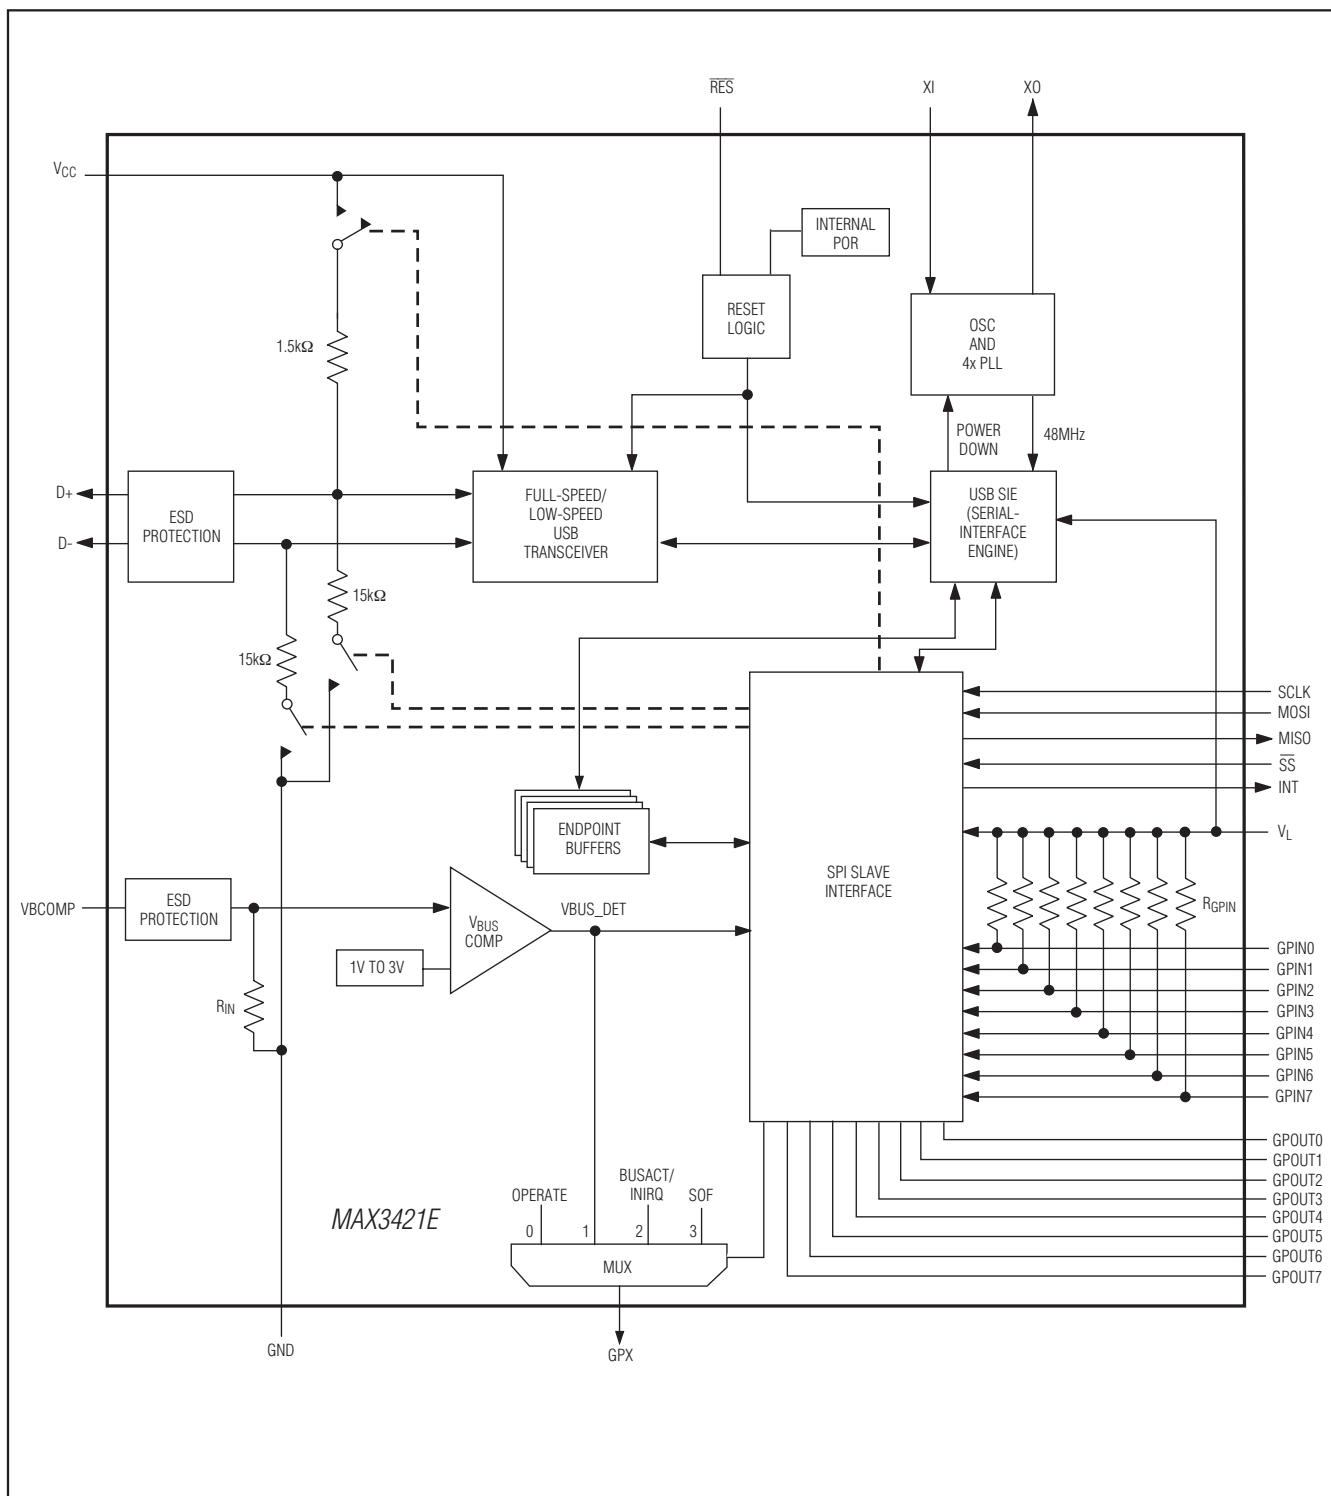 R̅E̅S̅
XI
XO
VCC
INTERNAL
POR
RESET
LOGIC
OSC
AND
4x PLL
1.5kΩ
POWER
DOWN
48MHz
D+
D-
ESD
PROTECTION
FULL-SPEED/
LOW-SPEED
USB
TRANSCEIVER
USB SIE
(SERIAL-
INTERFACE
ENGINE)
15kΩ
15kΩ
SCLK
MOSI
MISO
S̅S̅
INT
VL
ENDPOINT
BUFFERS
SPI SLAVE
INTERFACE
RGPIN
VBCOMP
ESD
PROTECTION
VBUS
COMP
VBUS_DET
1V TO 3V
RIN
GPIN0
GPIN1
GPIN2
GPIN3
GPIN4
GPIN5
GPIN6
GPIN7
GPOUT0
GPOUT1
GPOUT2
GPOUT3
GPOUT4
GPOUT5
GPOUT6
GPOUT7
MAX3421E
OPERATE
BUSACT/
INIRQ
SOF
0
1
2
3
MUX
GND
GPX